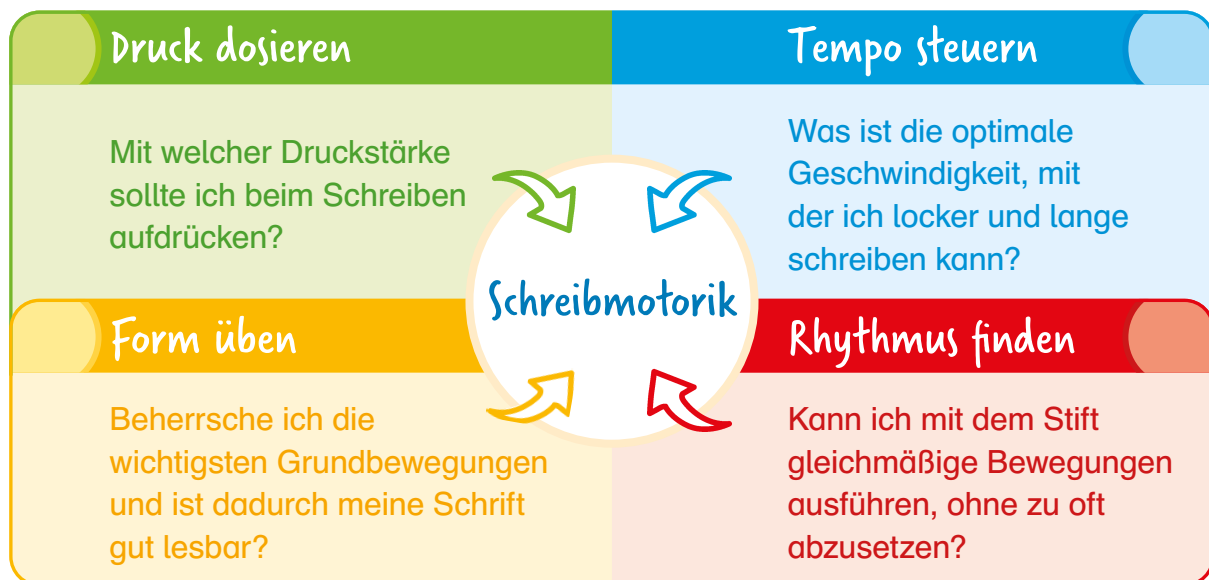 Druck dosieren
Mit welcher Druckstärke
sollte ich beim Schreiben
aufdrücken?
Tempo steuern
Was ist die optimale
Geschwindigkeit, mit
der ich locker und lange
schreiben kann?
Schreibmotorik
Form üben
Beherrsche ich die
wichtigsten Grundbewegungen
und ist dadurch meine Schrift
gut lesbar?
Rhythmus finden
Kann ich mit dem Stift
gleichmäßige Bewegungen
ausführen, ohne zu oft
abzusetzen?